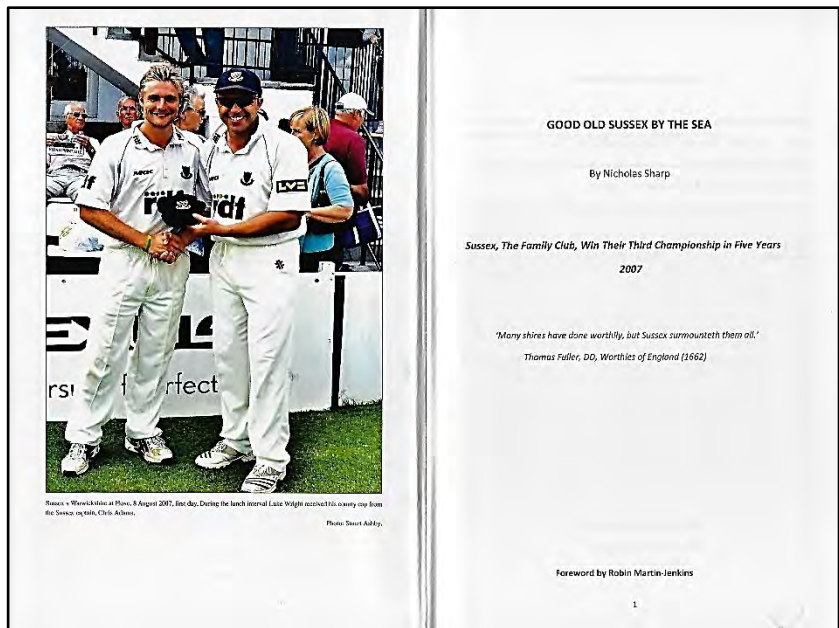 rdf
rdf
LV=
Sussex v Warwickshire at Hove, 8 August 2007, first day. During the lunch interval Luke Wright received his county cap from
the Sussex captain, Chris Adams.
Photo: Stuart Ashby.
GOOD OLD SUSSEX BY THE SEA
By Nicholas Sharp
Sussex, The Family Club, Win Their Third Championship in Five Years
2007
'Many shires have done worthily, but Sussex surmounteth them all.'
Thomas Fuller, DD, Worthies of England (1662)
Foreword by Robin Martin-Jenkins
1